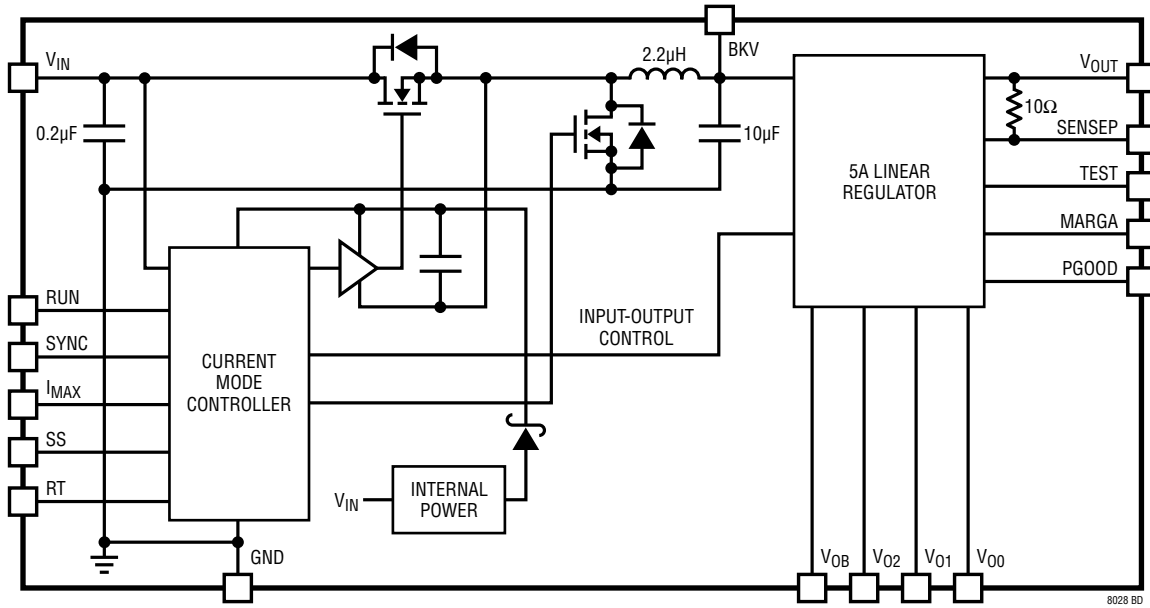 BKV
V_IN
2.2µH
V_OUT
0.2µF
10µF
10Ω
SENSEP
5A LINEAR
REGULATOR
TEST
MARGA
PGOOD
RUN
SYNC
I_MAX
SS
RT
CURRENT
MODE
CONTROLLER
INPUT-OUTPUT
CONTROL
V_IN
INTERNAL
POWER
GND
V_OB
V_O2
V_O1
V_O0
8028 BD